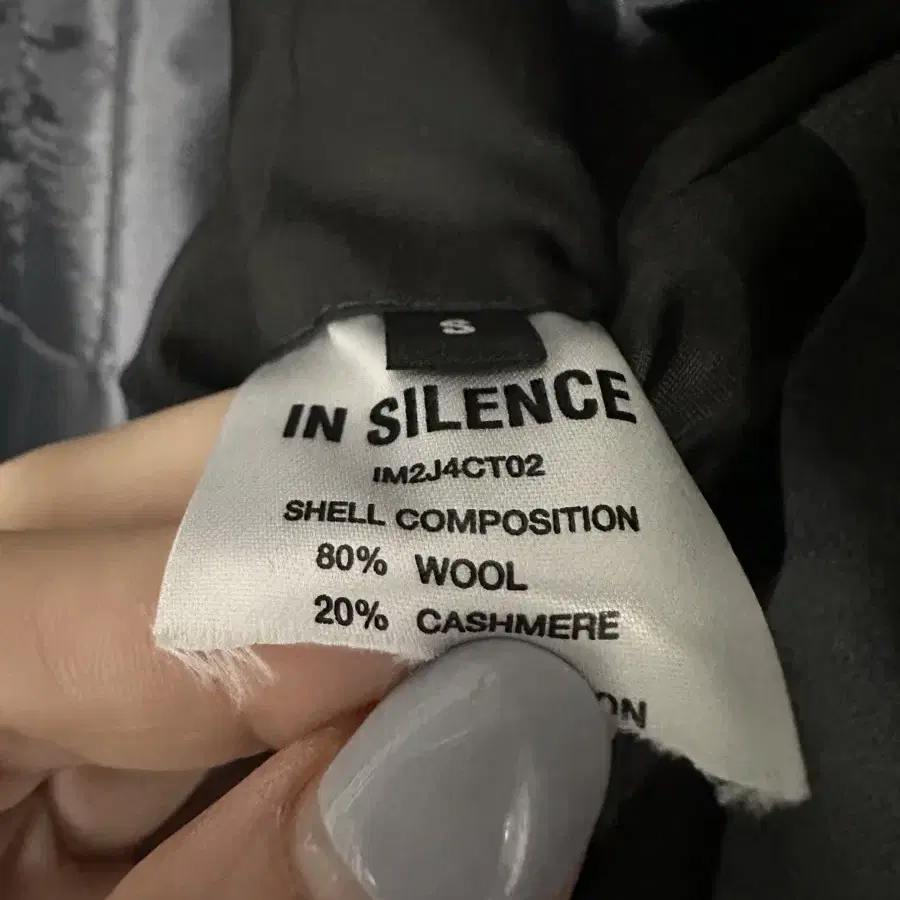 S
IN SILENCE
IM2J4CT02
SHELL COMPOSITION
80% WOOL
20% CASHMERE